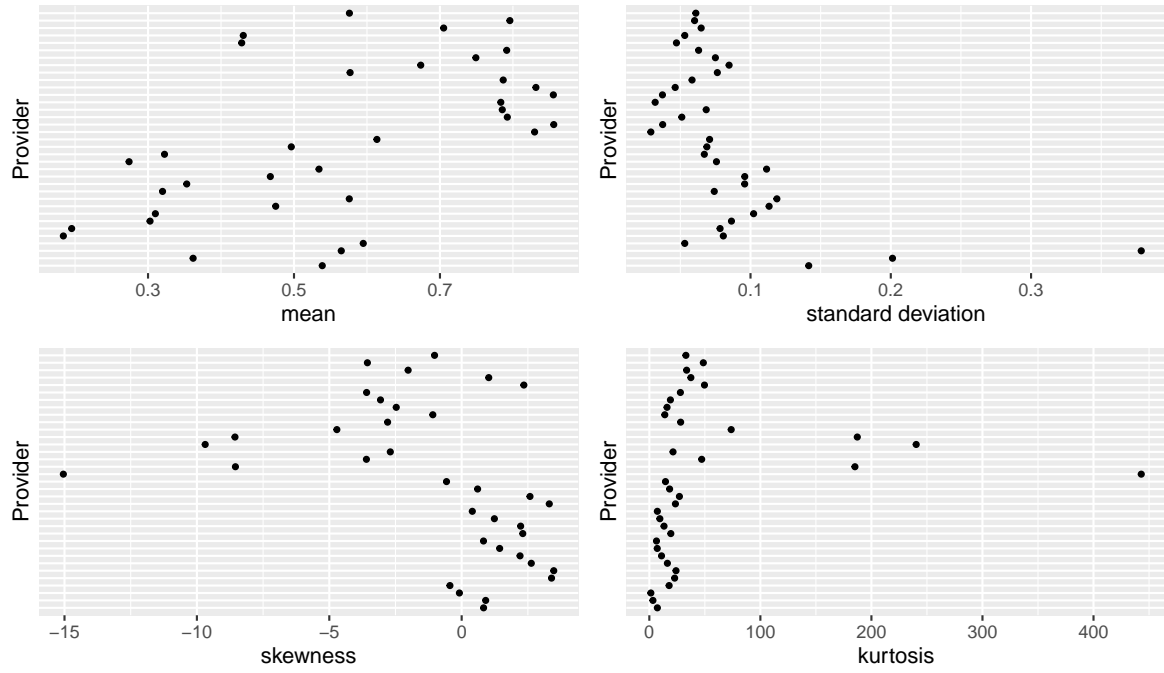 Provider
0.3 0.5 0.7
mean
Provider
0.1 0.2 0.3
standard deviation
Provider
−15 −10 −5 0
skewness
Provider
0 100 200 300 400
kurtosis